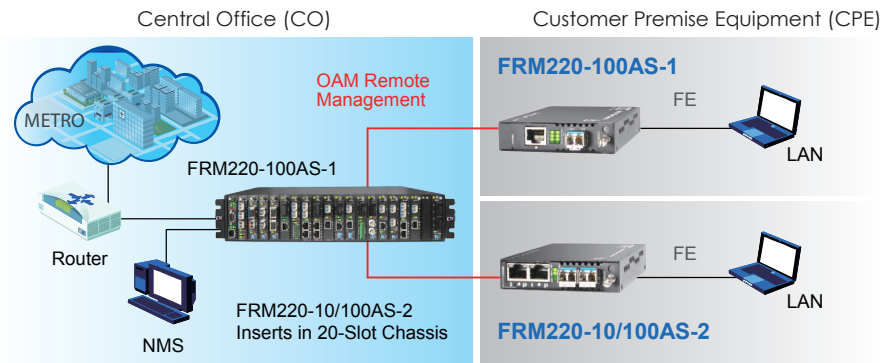 Central Office (CO)
Customer Premise Equipment (CPE)
METRO
OAM Remote
Management
FRM220-100AS-1
Router
NMS
FRM220-10/100AS-2
Inserts in 20-Slot Chassis
FRM220-100AS-1
FE
LAN
FE
LAN
FRM220-10/100AS-2